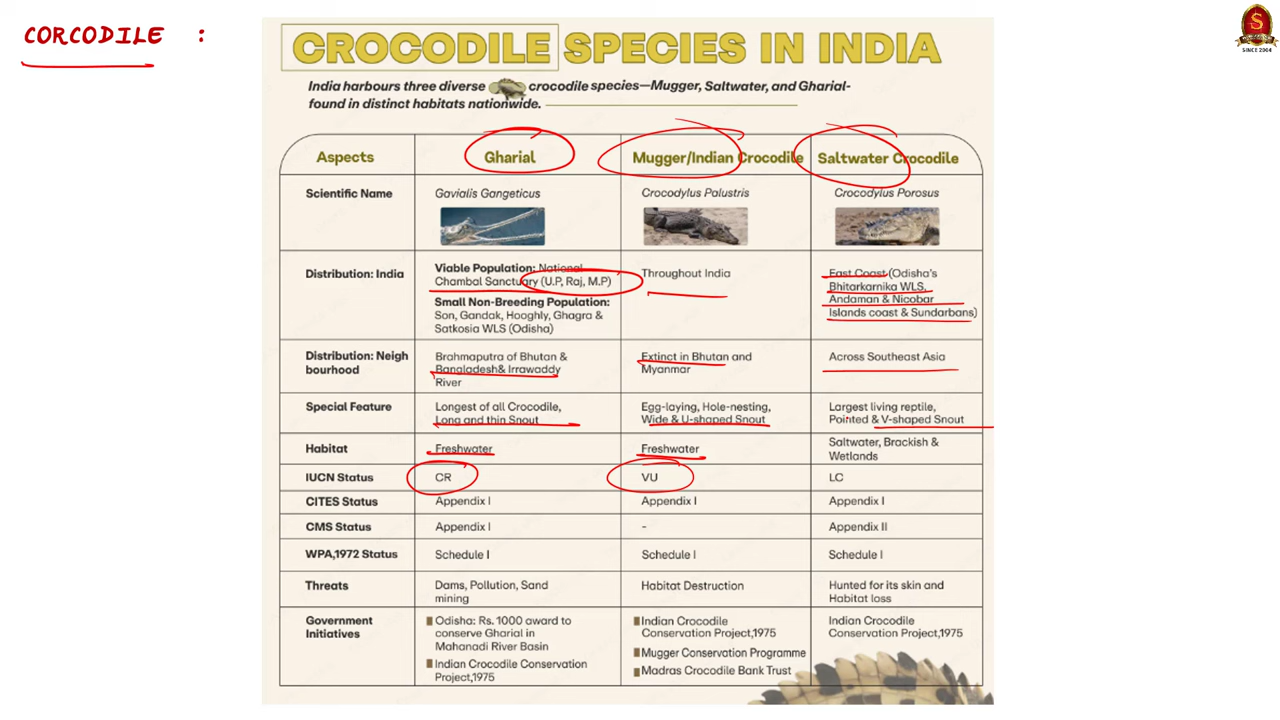 CORCODILE :
SINCE 2004
CROCODILE SPECIES IN INDIA
India harbours three diverse crocodile species—Mugger, Saltwater, and Gharial-
found in distinct habitats nationwide.
Aspects
Gharial
Mugger/Indian Crocodile
Saltwater Crocodile
Scientific Name
Gavialis Gangeticus
Crocodylus Palustris
Crocodylus Porosus
Distribution: India
Viable Population: National
Chambal Sanctuary (U.P, Raj, M.P)
Small Non-Breeding Population:
Son, Gandak, Hooghly, Ghagra &
Satkosia WLS (Odisha)
Throughout India
East Coast (Odisha's
Bhitarkarnika WLS,
Andaman & Nicobar
Islands coast & Sundarbans)
Distribution: Neigh
bourhood
Brahmaputra of Bhutan &
Bangladesh& Irrawaddy
River
Extinct in Bhutan and
Myanmar
Across Southeast Asia
Special Feature
Longest of all Crocodile,
Long and thin Snout
Egg-laying, Hole-nesting,
Wide & U-shaped Snout
Largest living reptile,
Pointed & V-shaped Snout
Habitat
Freshwater
Freshwater
Saltwater, Brackish &
Wetlands
IUCN Status
CR
VU
LC
CITES Status
Appendix I
Appendix I
Appendix I
CMS Status
Appendix I
-
Appendix II
WPA,1972 Status
Schedule I
Schedule I
Schedule I
Threats
Dams, Pollution, Sand
mining
Habitat Destruction
Hunted for its skin and
Habitat loss
Government
Initiatives
Odisha: Rs. 1000 award to
conserve Gharial in
Mahanadi River Basin
Indian Crocodile Conservation
Project,1975
Indian Crocodile
Conservation Project,1975
Mugger Conservation Programme
Madras Crocodile Bank Trust
Indian Crocodile
Conservation Project,1975